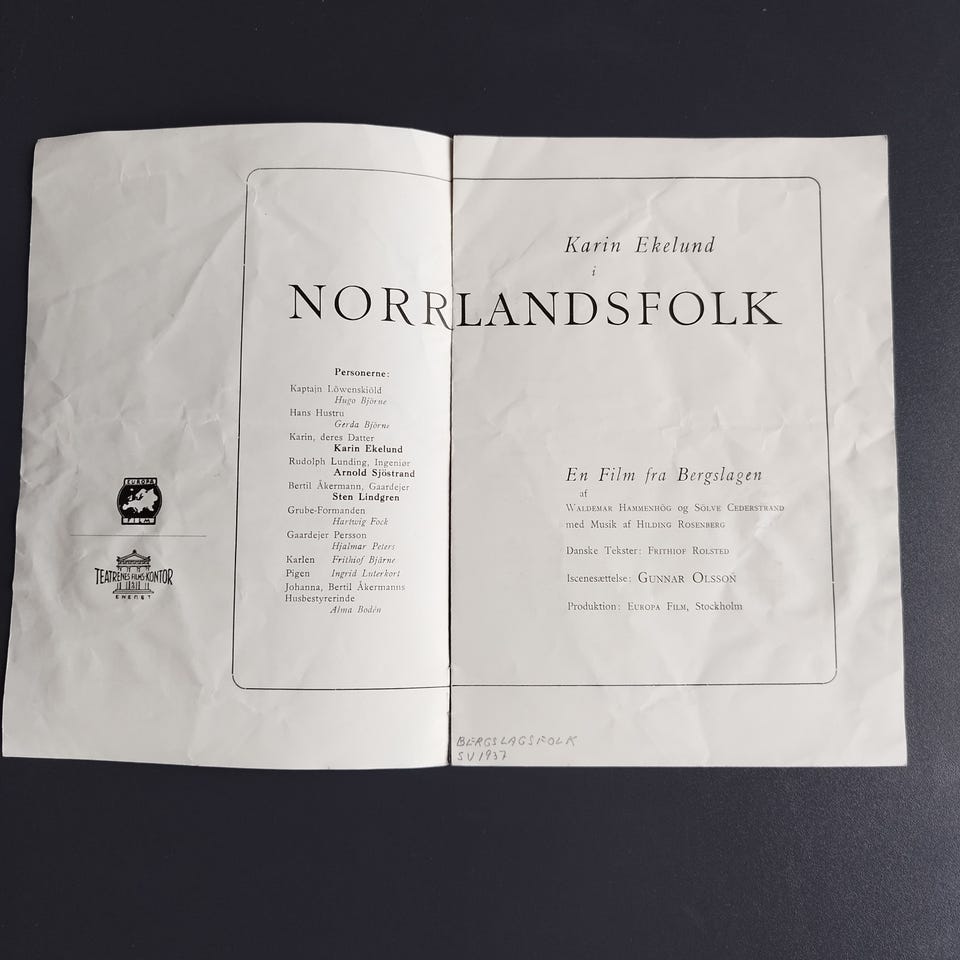 Karin Ekelund
i
NORRLANDSFOLK
Personerne:
Kaptajn Löwenskiöld
Hugo Björne
Hans Hustru
Gerda Björne
Karin, deres Datter
Karin Ekelund
Rudolph Lunding, Ingeniør
Arnold Sjöstrand
Bertil Åkermann, Gaardejer
Sten Lindgren
Grube-Formanden
Hartwig Fock
Gaardejer Persson
Hjalmar Peters
Karlen Frithiof Bjärne
Pigen Ingrid Luterkort
Johanna, Bertil Åkermanns
Husbestyrerinde
Alma Bodén
EUROPA
FILM
TEATRENES FILMS-KONTOR
ENERET
En Film fra Bergslagen
af
WALDEMAR HAMMENHÖG OG SÖLVE CEDERSTRAND
med Musik af HILDING ROSENBERG
Danske Tekster: FRITHIOF ROLSTED
Iscenesættelse: GUNNAR OLSSON
Produktion: EUROPA FILM, Stockholm
BERGSLAGSFOLK
SV 1937